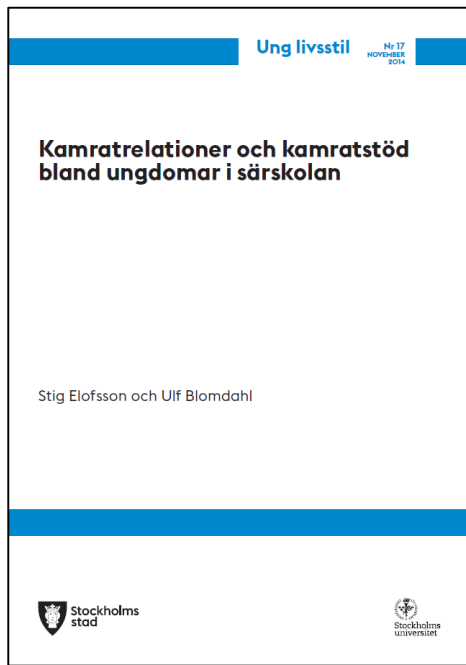 Ung livsstil
Nr 17
NOVEMBER
2014
Kamratrelationer och kamratstöd
bland ungdomar i särskolan
Stig Elofsson och Ulf Blomdahl
Stockholms
stad
Stockholms
universitet